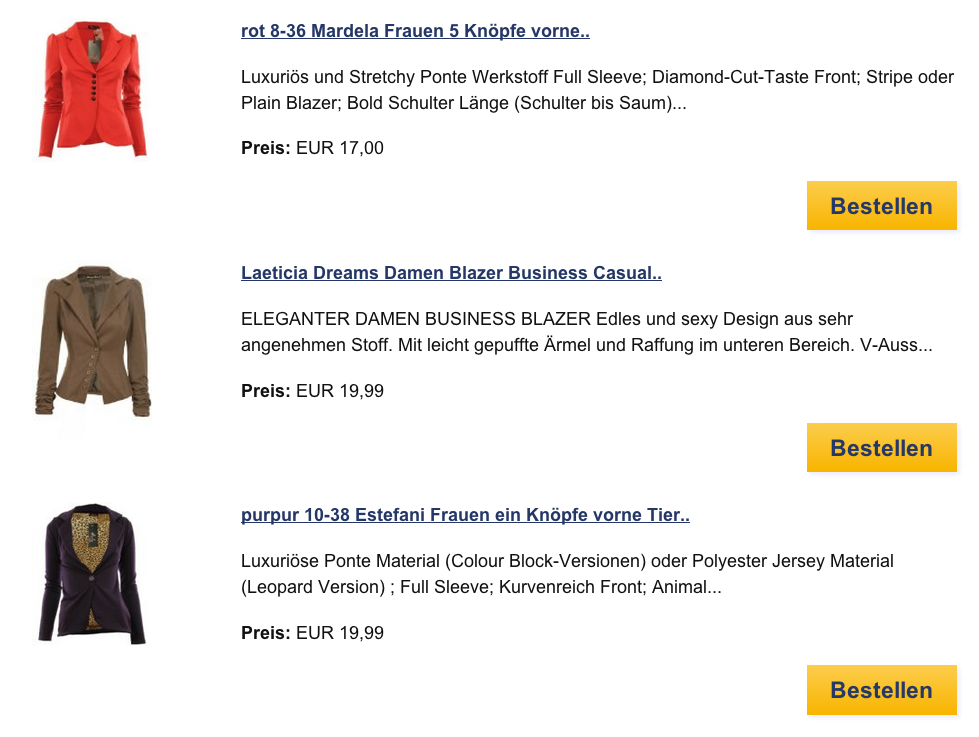 rot 8-36 Mardela Frauen 5 Knöpfe vorne..
Luxuriös und Stretchy Ponte Werkstoff Full Sleeve; Diamond-Cut-Taste Front; Stripe oder
Plain Blazer; Bold Schulter Länge (Schulter bis Saum)...
Preis: EUR 17,00
Bestellen
Laeticia Dreams Damen Blazer Business Casual..
ELEGANTER DAMEN BUSINESS BLAZER Edles und sexy Design aus sehr
angenehmen Stoff. Mit leicht gepuffte Ärmel und Raffung im unteren Bereich. V-Auss...
Preis: EUR 19,99
Bestellen
purpur 10-38 Estefani Frauen ein Knöpfe vorne Tier..
Luxuriöse Ponte Material (Colour Block-Versionen) oder Polyester Jersey Material
(Leopard Version) ; Full Sleeve; Kurvenreich Front; Animal...
Preis: EUR 19,99
Bestellen